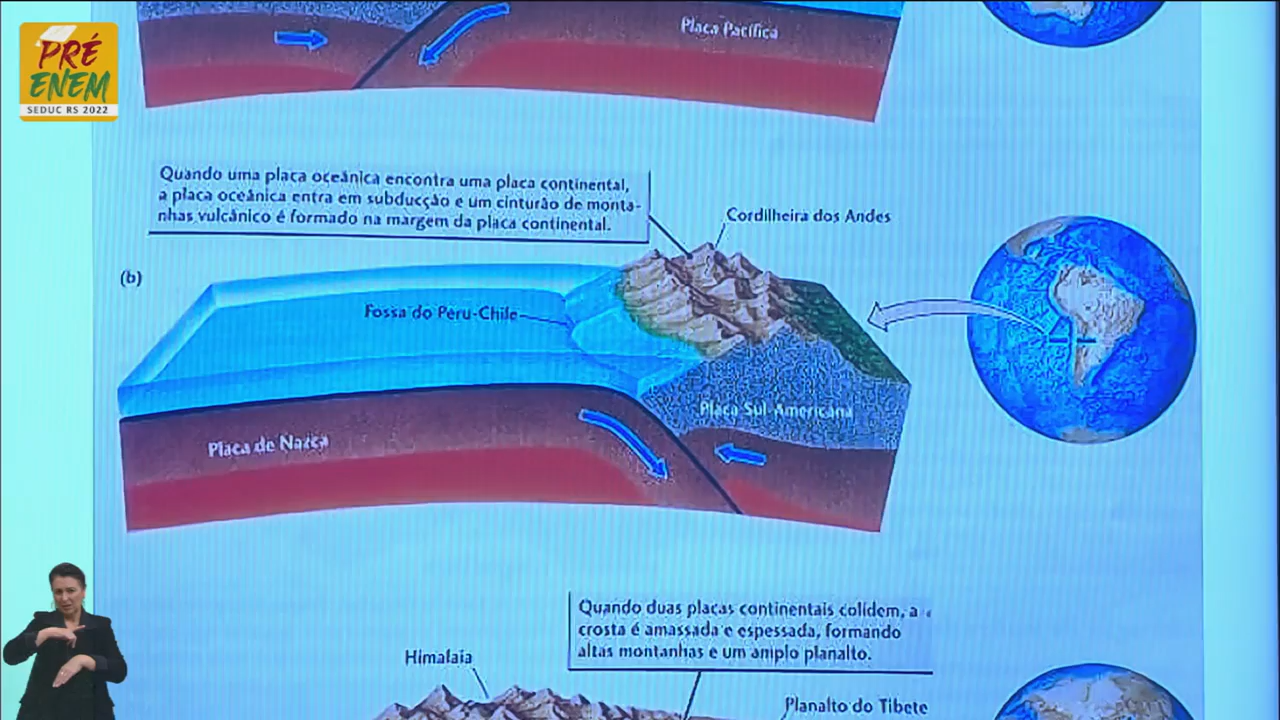 PRÉ
ENEM
SEDUC RS 2022
Placa Pacífica
Quando uma placa oceânica encontra uma placa continental,
a placa oceânica entra em subducção e um cinturão de monta-
nhas vulcânico é formado na margem da placa continental.
Cordilheira dos Andes
(b)
Fossa do Peru-Chile
Placa Sul-Americana
Placa de Nazca
Quando duas placas continentais colidem, a
crosta é amassada e espessada, formando
altas montanhas e um amplo planalto.
Himalaia
Planalto do Tibete